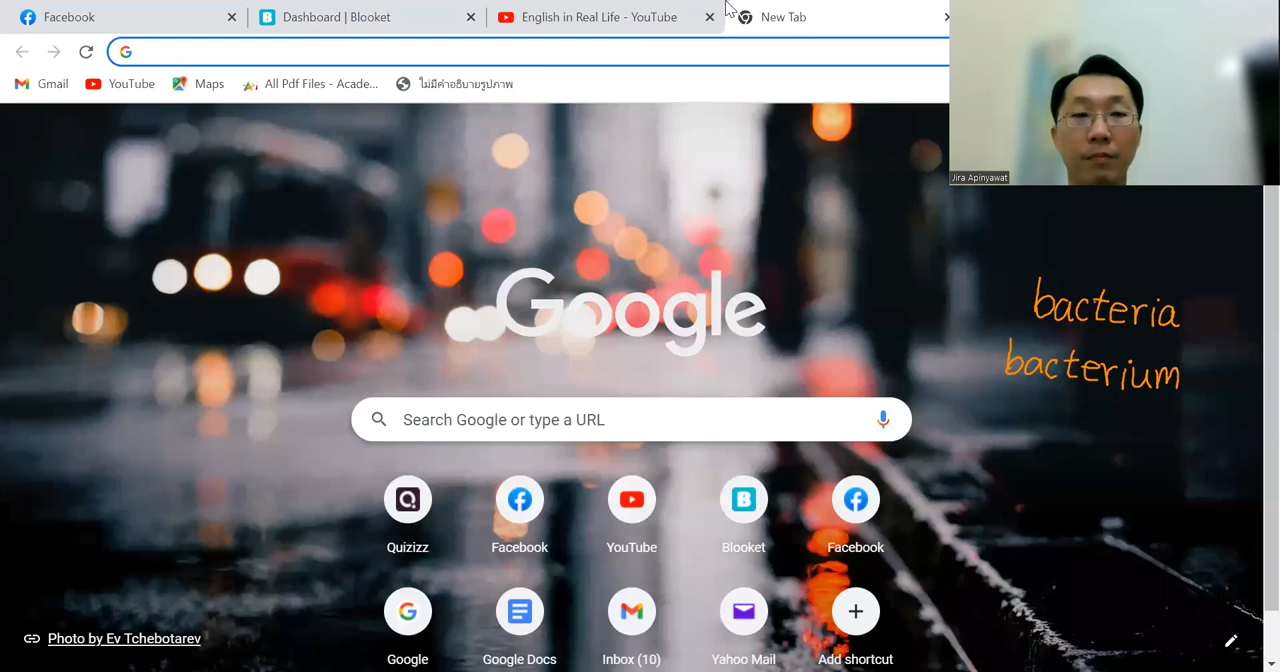 Facebook
Dashboard | Blooket
English in Real Life - YouTube
New Tab
Gmail
YouTube
Maps
All Pdf Files - Acade...
ไม่มีคำอธิบายรูปภาพ
Jira Apinyawat
bacteria
bacterium
Google
Search Google or type a URL
Quizizz
Facebook
YouTube
Blooket
Facebook
Google
Google Docs
Inbox (10)
Yahoo Mail
Add shortcut
Photo by Ev Tchebotarev